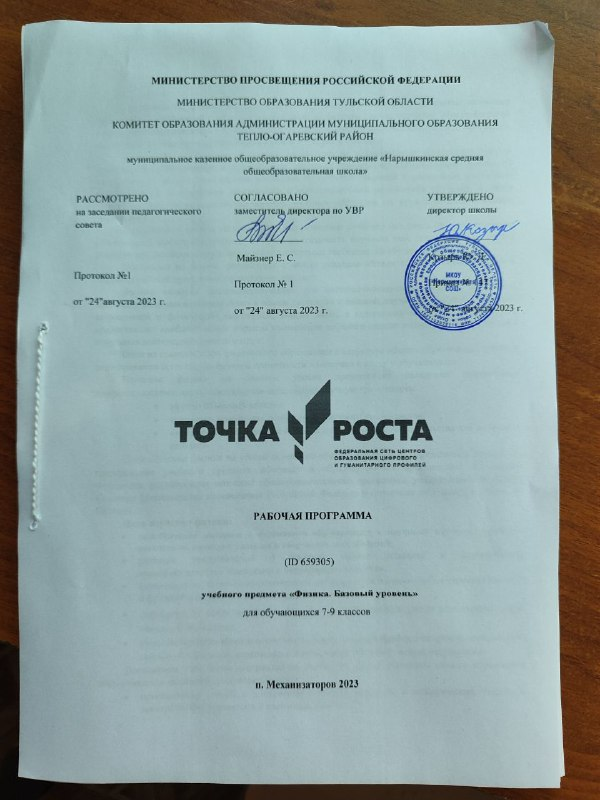 МИНИСТЕРСТВО ПРОСВЕЩЕНИЯ РОССИЙСКОЙ ФЕДЕРАЦИИ
МИНИСТЕРСТВО ОБРАЗОВАНИЯ ТУЛЬСКОЙ ОБЛАСТИ
КОМИТЕТ ОБРАЗОВАНИЯ АДМИНИСТРАЦИИ МУНИЦИПАЛЬНОГО ОБРАЗОВАНИЯ
ТЕПЛО-ОГАРЕВСКИЙ РАЙОН
муниципальное казенное общеобразовательное учреждение «Нарышкинская средняя
общеобразовательная школа»
РАССМОТРЕНО
на заседании педагогического
совета
Протокол №1
от "24"августа 2023 г.
СОГЛАСОВАНО
заместитель директора по УВР
Майзнер Е. С.
Протокол № 1
от "24" августа 2023 г.
УТВЕРЖДЕНО
директор школы
МКОУ
СОШ
августа 2023 г.
ТОЧКА РОСТА
ФЕДЕРАЛЬНАЯ СЕТЬ ЦЕНТРОВ
ОБРАЗОВАНИЯ ЦИФРОВОГО
И ГУМАНИТАРНОГО ПРОФИЛЕЙ
РАБОЧАЯ ПРОГРАММА
(ID 659305)
учебного предмета «Физика. Базовый уровень»
для обучающихся 7-9 классов
п. Механизаторов 2023